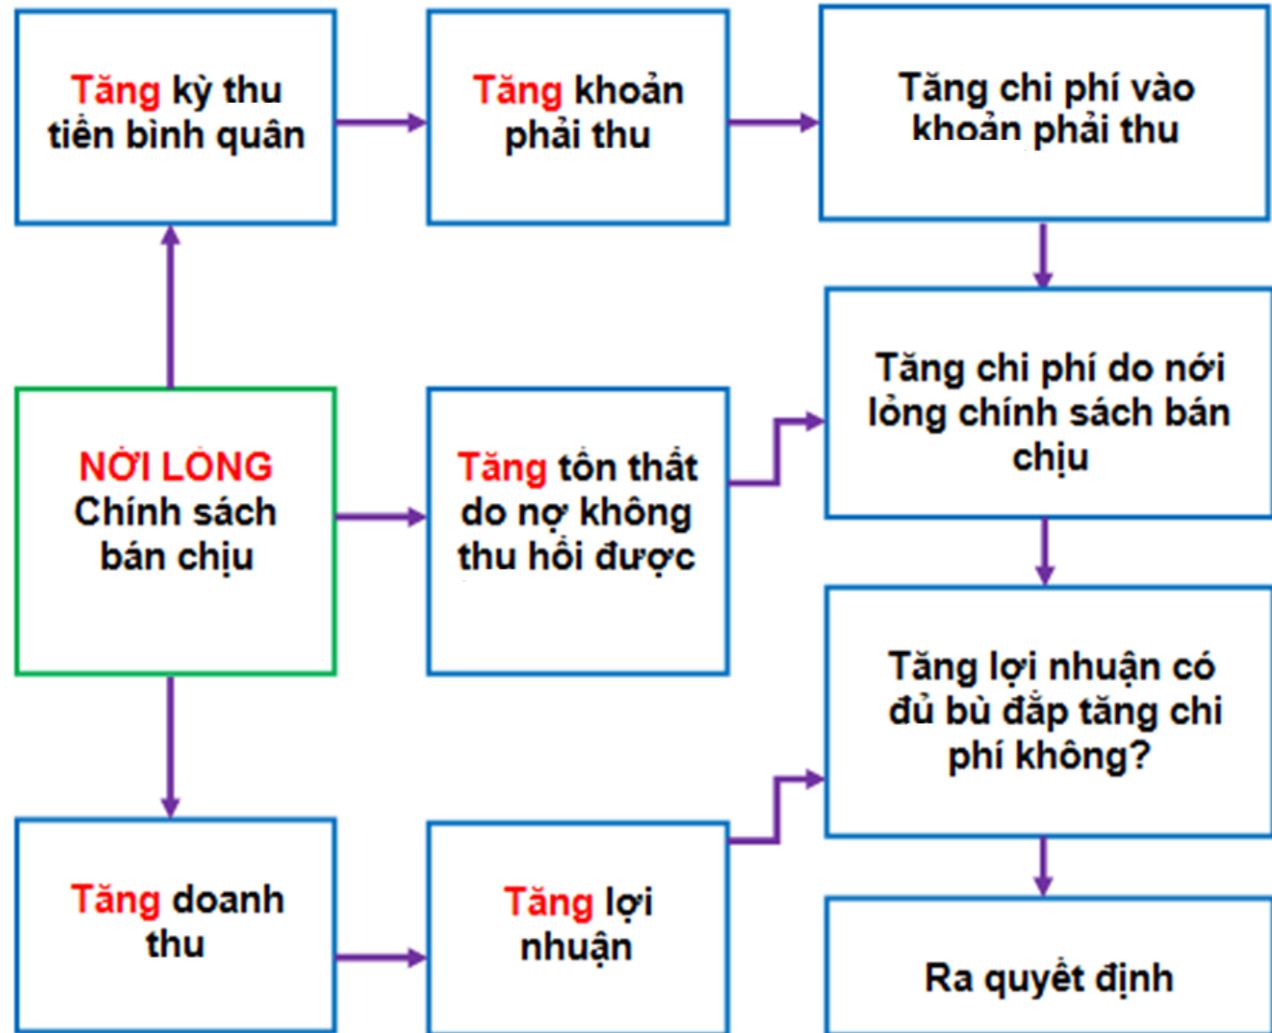 Tăng kỳ thu
tiền bình quân
Tăng khoản
phải thu
Tăng chi phí vào
khoản phải thu
NỚI LỎNG
Chính sách
bán chịu
Tăng tổn thất
do nợ không
thu hồi được
Tăng chi phí do nới
lỏng chính sách bán
chịu
Tăng lợi nhuận có
đủ bù đắp tăng chi
phí không?
Tăng doanh
thu
Tăng lợi
nhuận
Ra quyết định